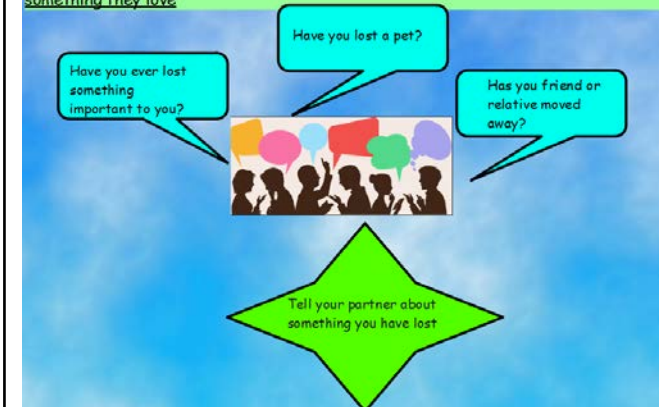 something they love
Have you lost a pet?
Have you ever lost
something
important to you?
Has you friend or
relative moved
away?
Tell your partner about
something you have lost